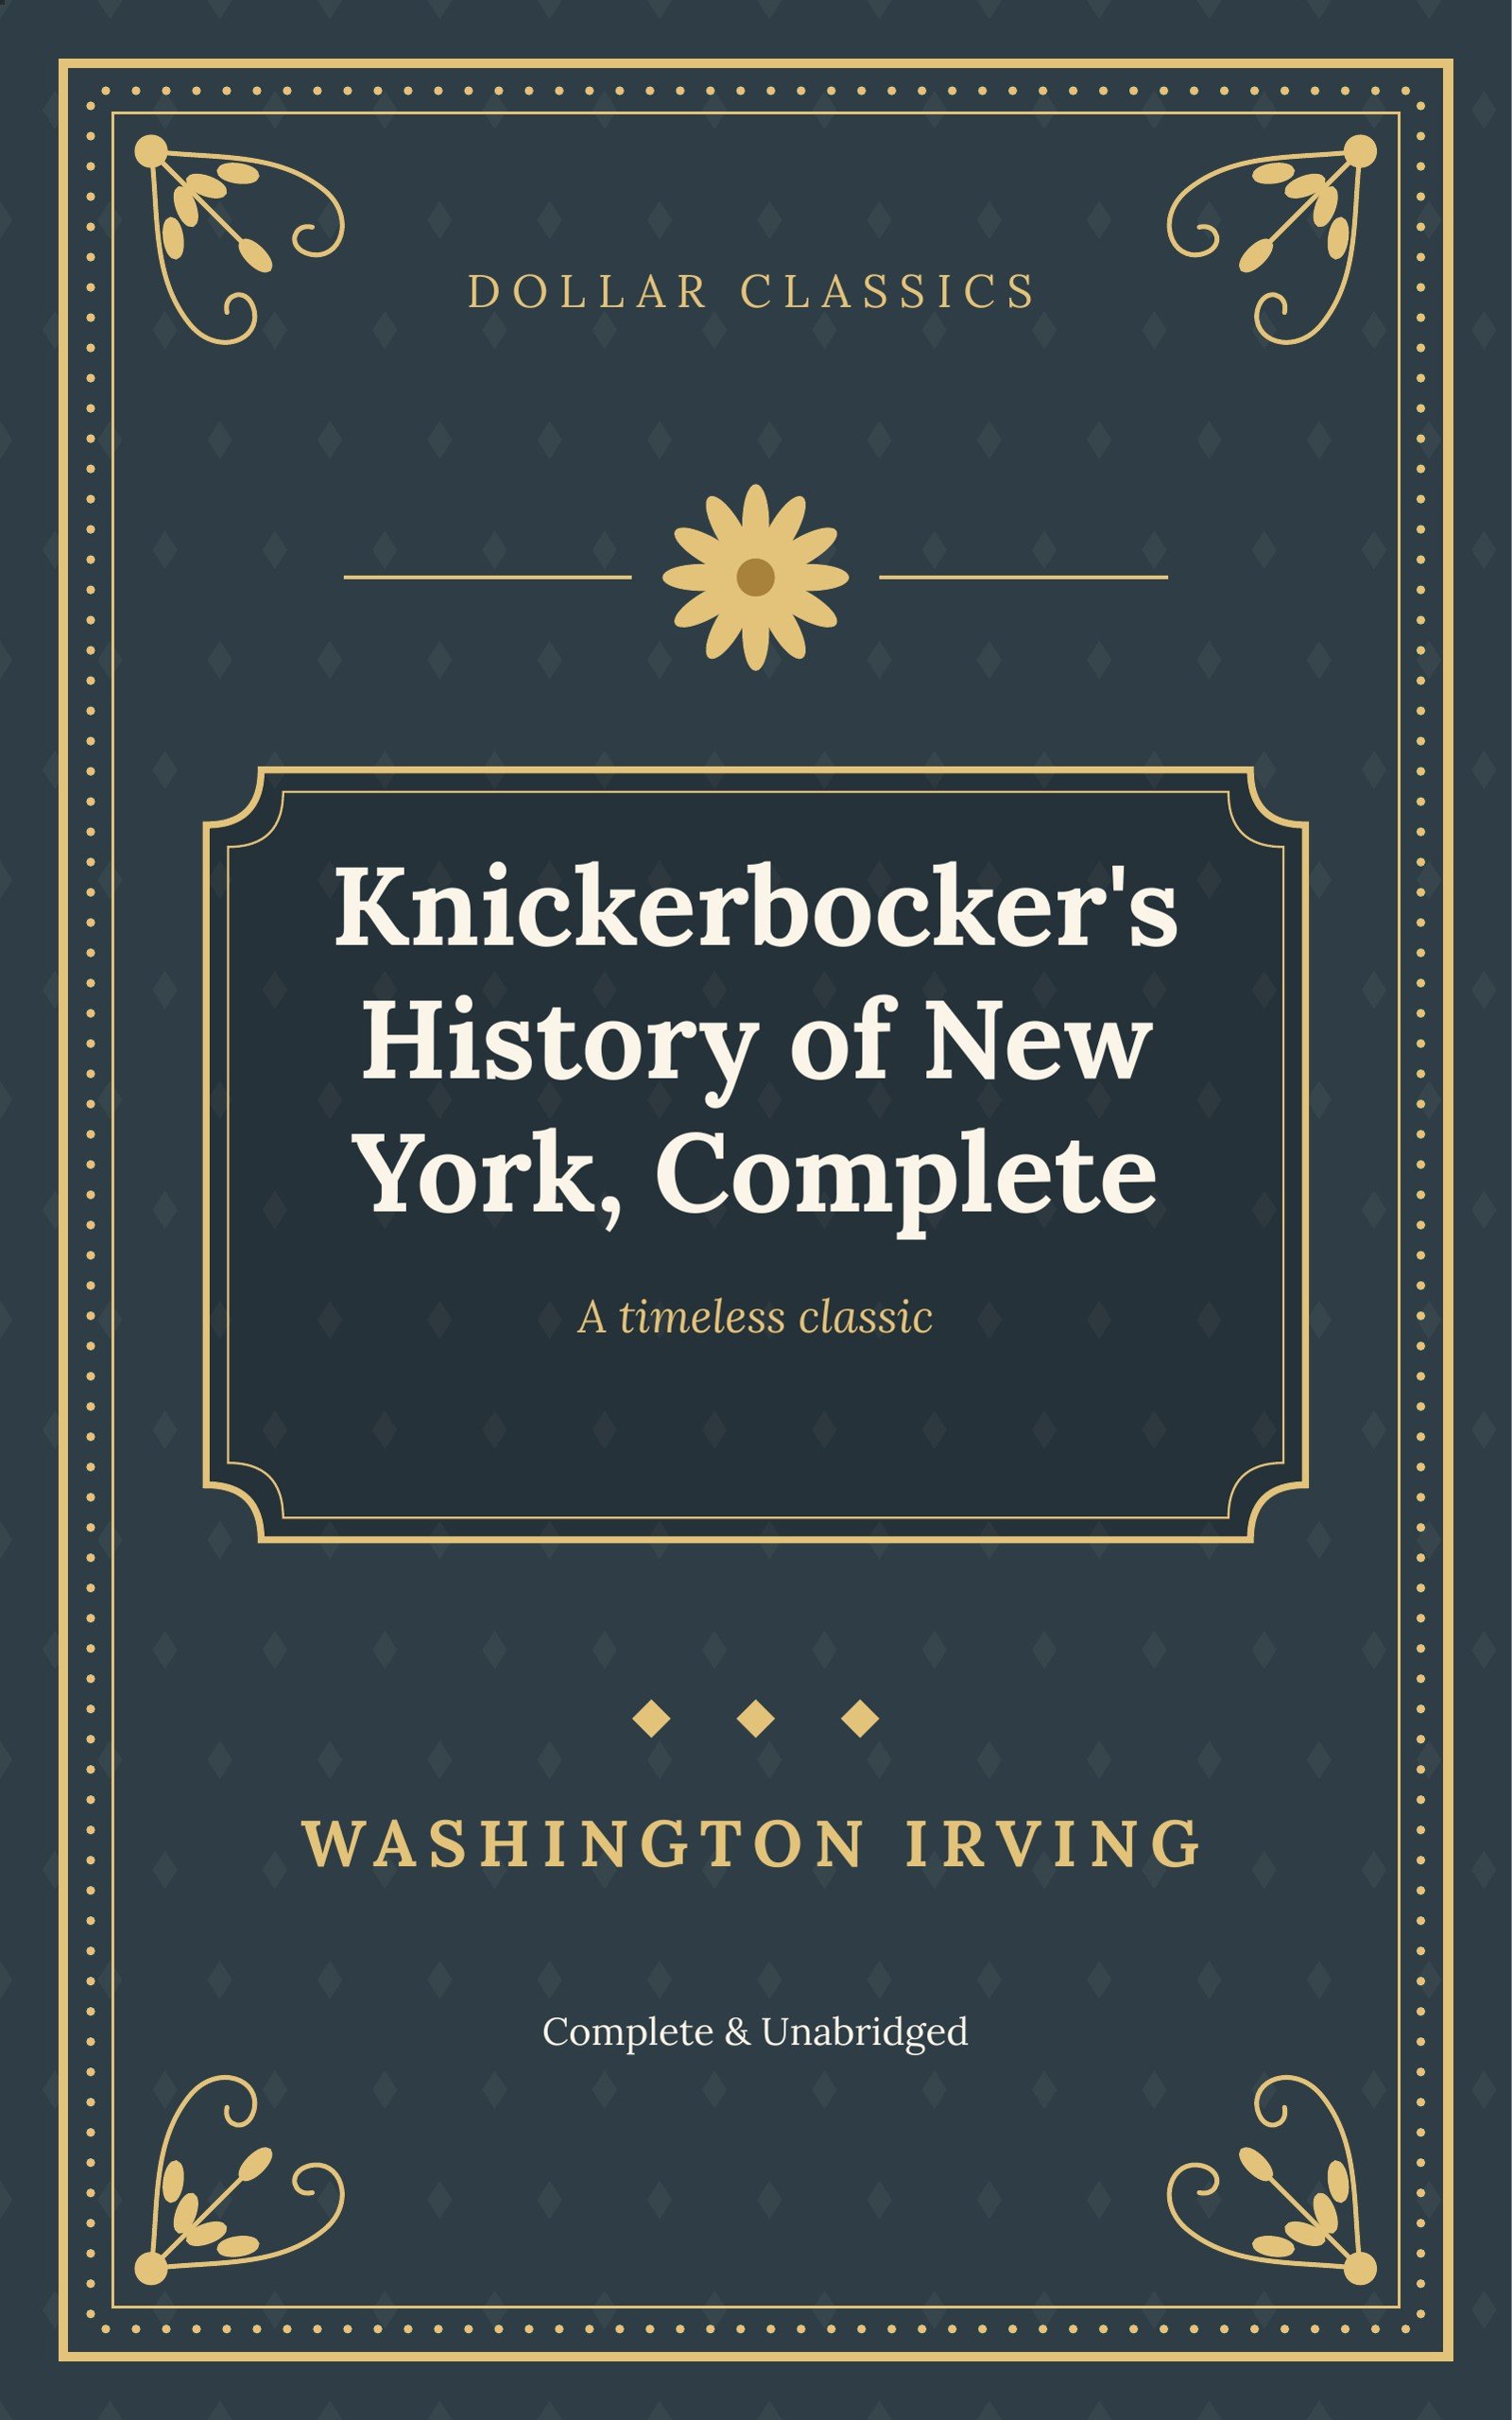 DOLLAR CLASSICS
Knickerbocker's
History of New
York, Complete
A timeless classic
WASHINGTON IRVING
Complete & Unabridged